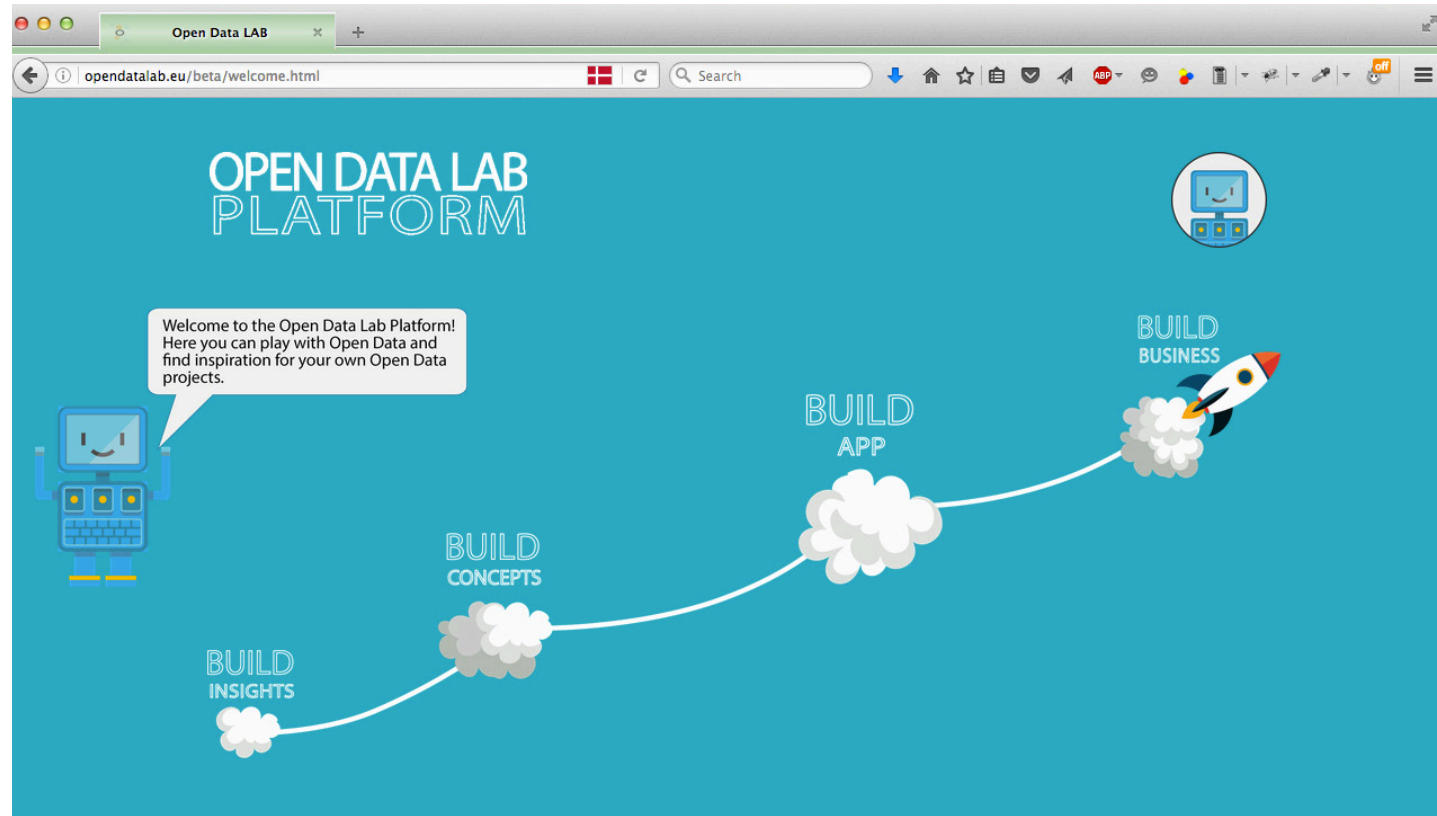 Open Data LAB
opendatalab.eu/beta/welcome.html
Search
ABP
off
OPEN DATA LAB
PLATFORM
Welcome to the Open Data Lab Platform!
Here you can play with Open Data and
find inspiration for your own Open Data
projects.
BUILD
BUSINESS
BUILD
APP
BUILD
CONCEPTS
BUILD
INSIGHTS